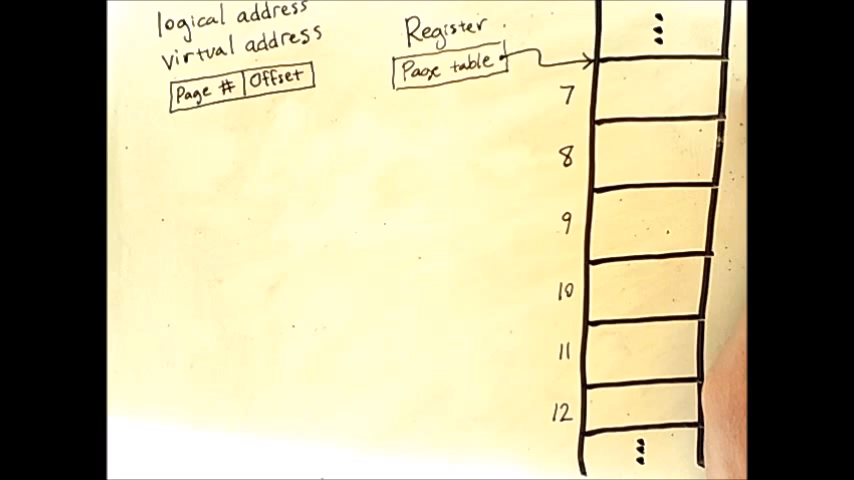 logical address
virtual address
Page # | Offset
Register
Page table
7
8
9
10
11
12